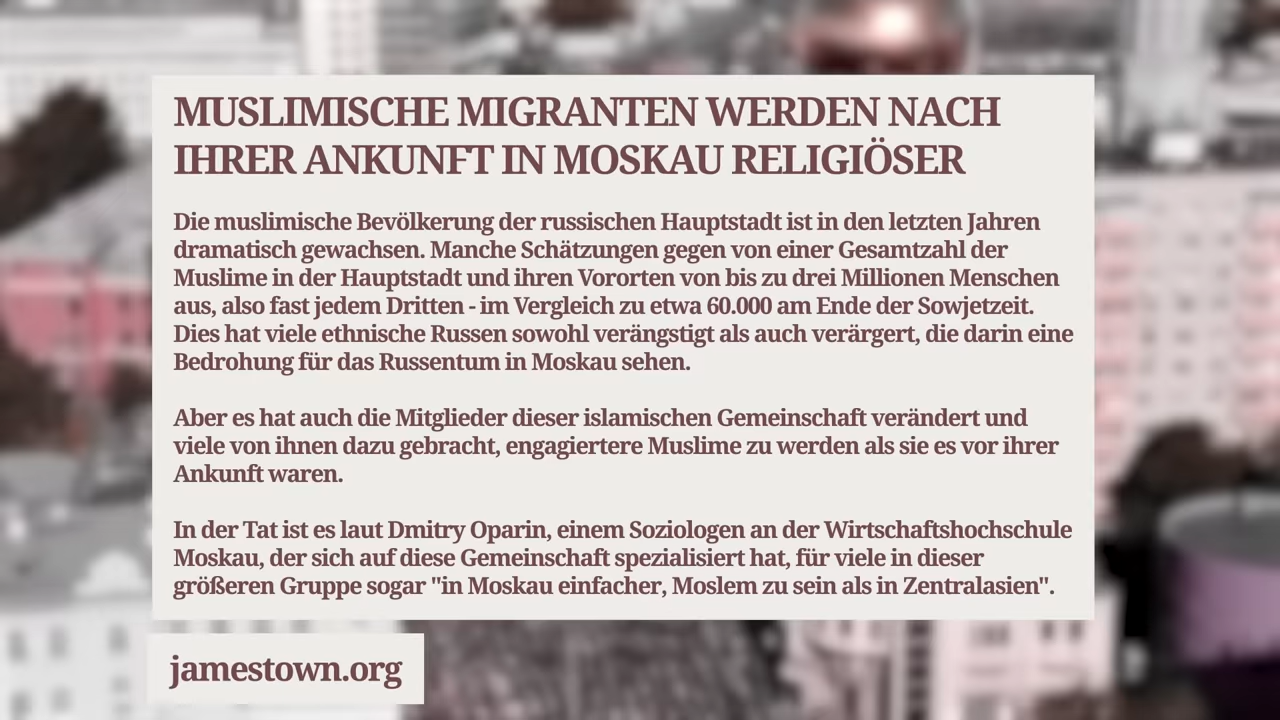 MUSLIMISCHE MIGRANTEN WERDEN NACH
IHRER ANKUNFT IN MOSKAU RELIGIÖSER
Die muslimische Bevölkerung der russischen Hauptstadt ist in den letzten Jahren
dramatisch gewachsen. Manche Schätzungen gegen von einer Gesamtzahl der
Muslime in der Hauptstadt und ihren Vororten von bis zu drei Millionen Menschen
aus, also fast jedem Dritten - im Vergleich zu etwa 60.000 am Ende der Sowjetzeit.
Dies hat viele ethnische Russen sowohl verängstigt als auch verärgert, die darin eine
Bedrohung für das Russentum in Moskau sehen.
Aber es hat auch die Mitglieder dieser islamischen Gemeinschaft verändert und
viele von ihnen dazu gebracht, engagiertere Muslime zu werden als sie es vor ihrer
Ankunft waren.
In der Tat ist es laut Dmitry Oparin, einem Soziologen an der Wirtschaftshochschule
Moskau, der sich auf diese Gemeinschaft spezialisiert hat, für viele in dieser
größeren Gruppe sogar "in Moskau einfacher, Moslem zu sein als in Zentralasien".
jamestown.org